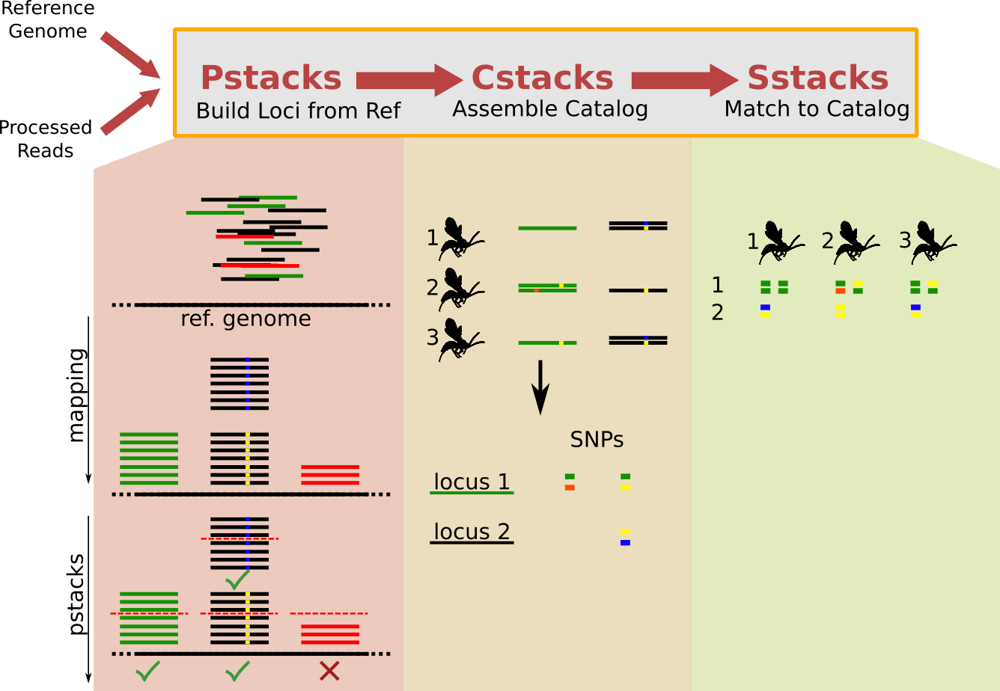 Reference
Genome
Processed
Reads
Pstacks
Build Loci from Ref
Cstacks
Assemble Catalog
Sstacks
Match to Catalog
ref. genome
mapping
pstacks
1
2
3
SNPs
locus 1
locus 2
1 2 3
1
2